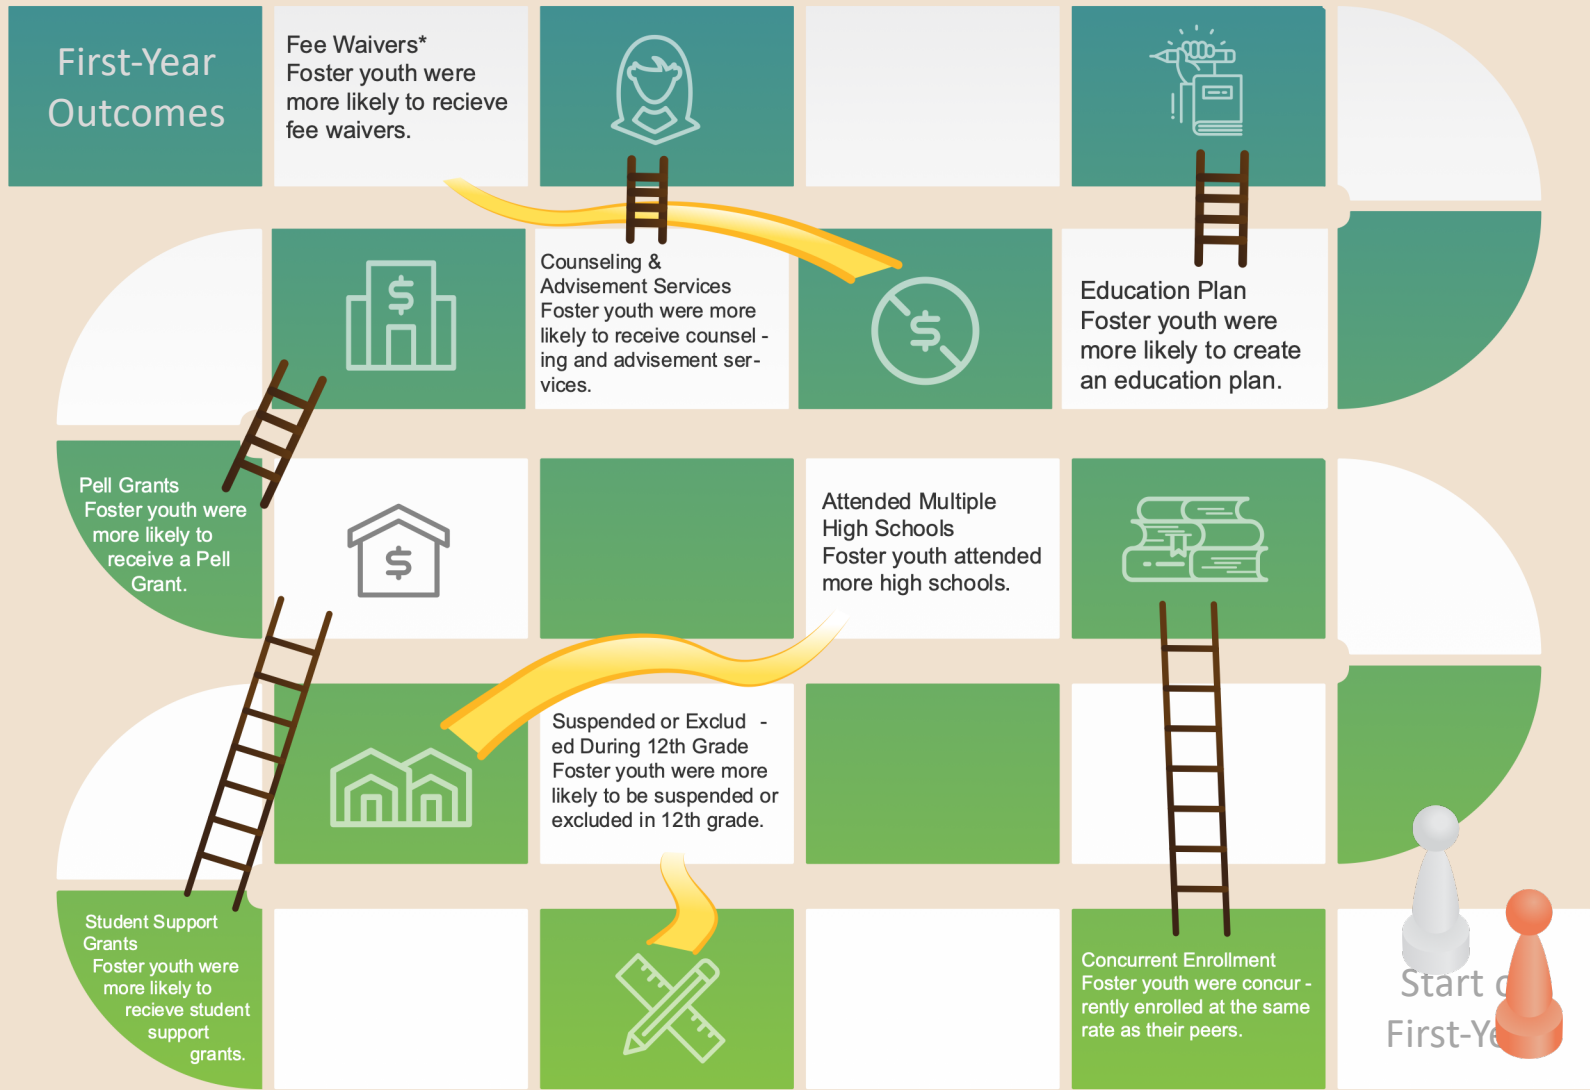 First-Year
Outcomes
Fee Waivers*
Foster youth were
more likely to recieve
fee waivers.
Counseling &
Advisement Services
Foster youth were more
likely to receive counsel -
ing and advisement ser-
vices.
Education Plan
Foster youth were
more likely to create
an education plan.
Pell Grants
Foster youth were
more likely to
receive a Pell
Grant.
Attended Multiple
High Schools
Foster youth attended
more high schools.
Suspended or Exclud -
ed During 12th Grade
Foster youth were more
likely to be suspended or
excluded in 12th grade.
Student Support
Grants
Foster youth were
more likely to
recieve student
support
grants.
Concurrent Enrollment
Foster youth were concur -
rently enrolled at the same
rate as their peers.
Start
First-